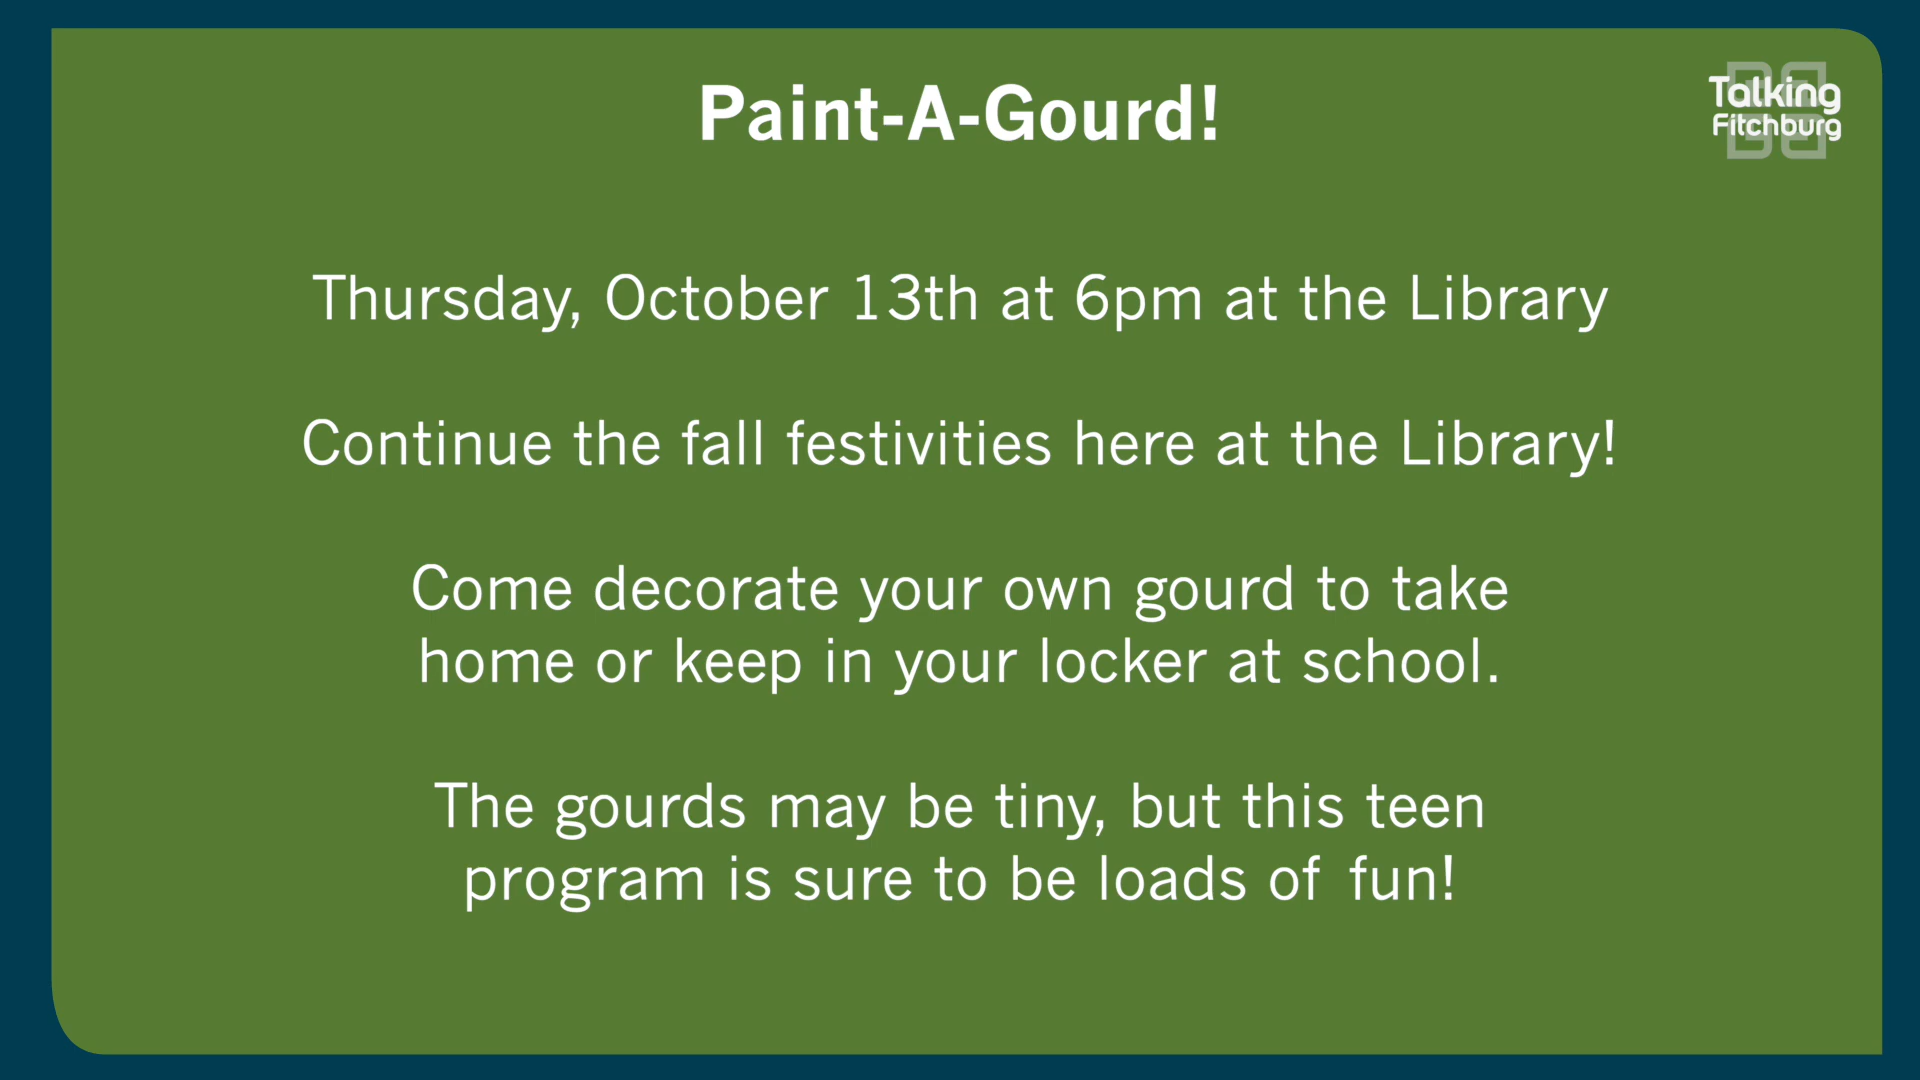 Paint-A-Gourd!
Talking
Fitchburg
Thursday, October 13th at 6pm at the Library
Continue the fall festivities here at the Library!
Come decorate your own gourd to take
home or keep in your locker at school.
The gourds may be tiny, but this teen
program is sure to be loads of fun!